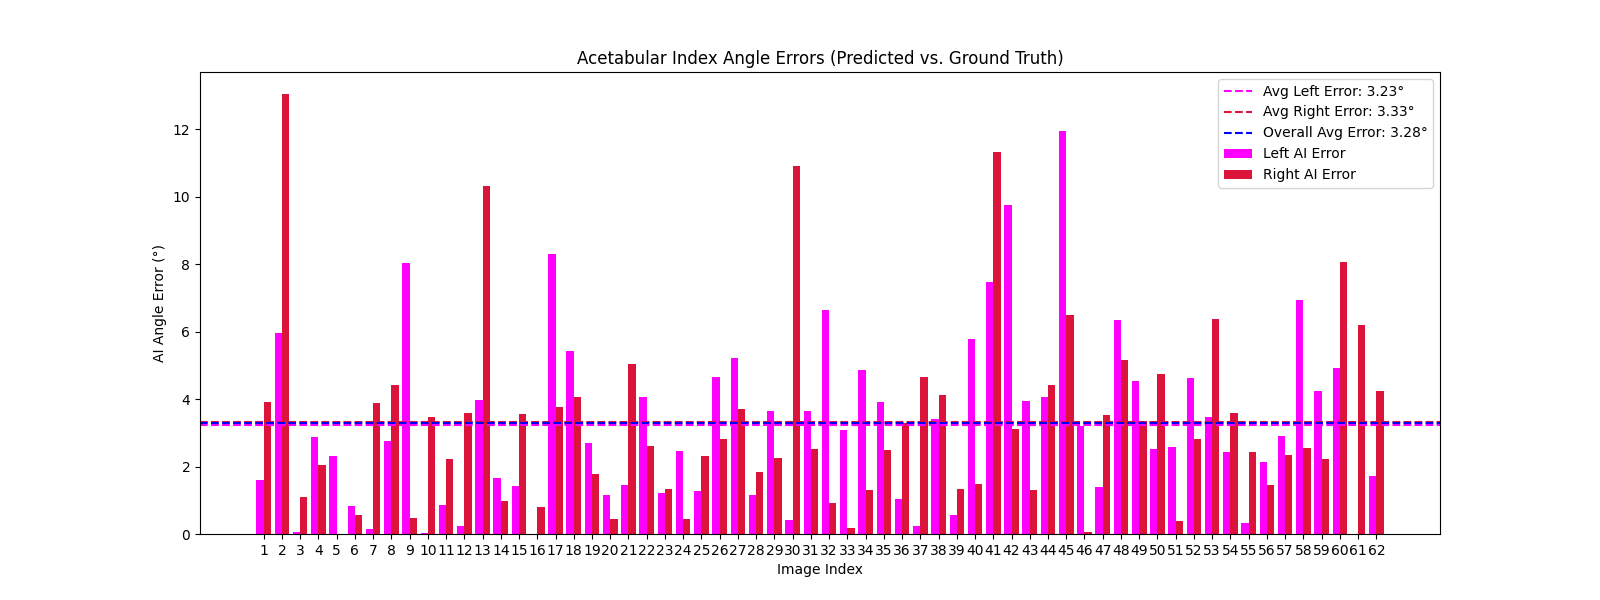 Acetabular Index Angle Errors (Predicted vs. Ground Truth)
Avg Left Error: 3.23°
Avg Right Error: 3.33°
Overall Avg Error: 3.28°
Left AI Error
Right AI Error
AI Angle Error (°)
12
10
8
6
4
2
0
1 2 3 4 5 6 7 8 9 10 11 12 13 14 15 16 17 18 19 20 21 22 23 24 25 26 27 28 29 30 31 32 33 34 35 36 37 38 39 40 41 42 43 44 45 46 47 48 49 50 51 52 53 54 55 56 57 58 59 60 61 62
Image Index